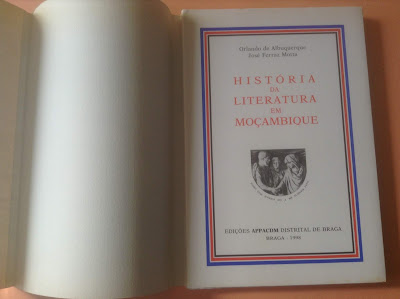 Orlando de Albuquerque
José Ferraz Motta
HISTÓRIA
DA
LITERATURA
EM
MOÇAMBIQUE
EDIÇÕES APPACDM DISTRITAL DE BRAGA
BRAGA - 1998